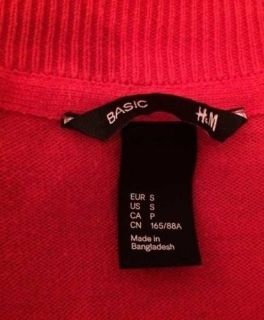 BASIC H&M
EUR S
US S
CA P
CN 165/88A
Made in
Bangladesh